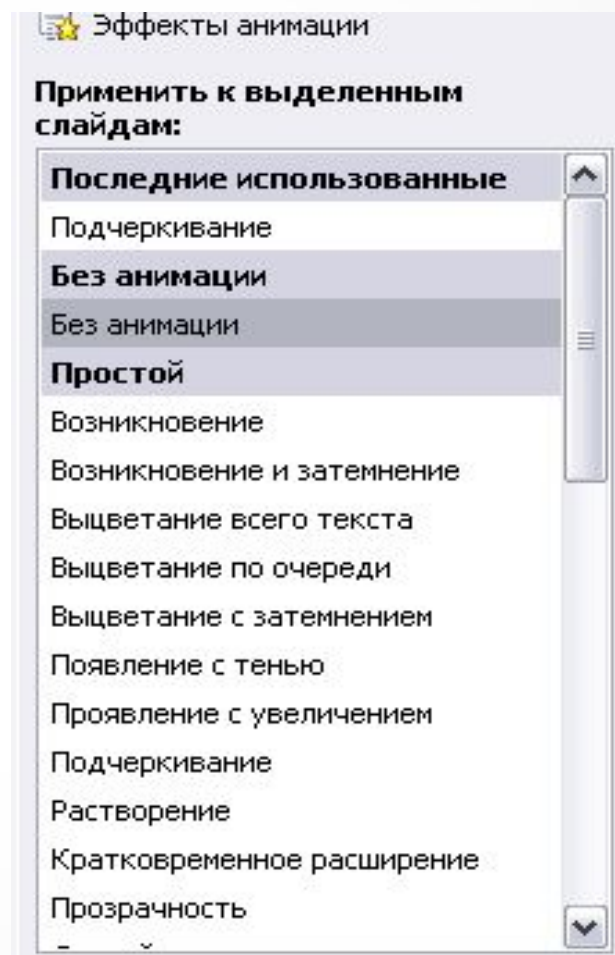 Эффекты анимации
Применить к выделенным
слайдам:
Последние использованные
Подчеркивание
Без анимации
Без анимации
Простой
Возникновение
Возникновение и затемнение
Выцветание всего текста
Выцветание по очереди
Выцветание с затемнением
Появление с тенью
Проявление с увеличением
Подчеркивание
Растворение
Кратковременное расширение
Прозрачность